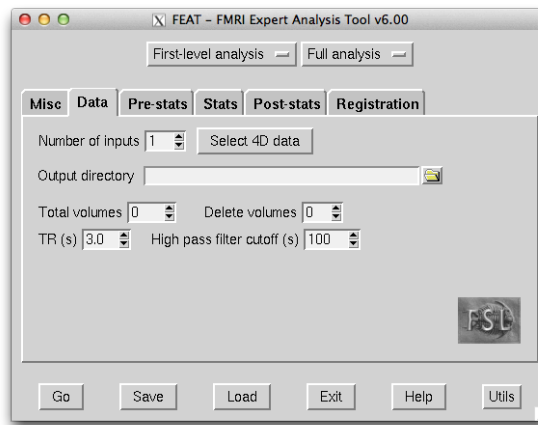 X FEAT - FMRI Expert Analysis Tool v6.00
First-level analysis Full analysis
Misc Data Pre-stats Stats Post-stats Registration
Number of inputs 1 Select 4D data
Output directory
Total volumes 0 Delete volumes 0
TR (s) 3.0 High pass filter cutoff (s) 100
FSL
Go Save Load Exit Help Utils